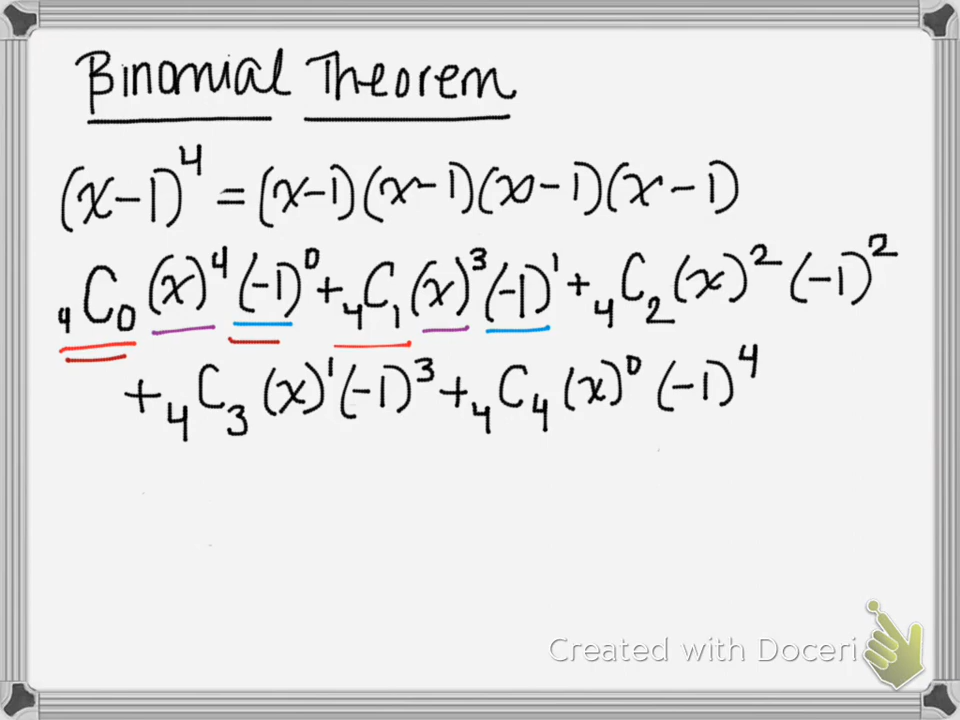 Binomial Theorem
(x-1)⁴ = (x-1)(x-1)(x-1)(x-1)
₄C₀(x)⁴(-1)⁰+₄C₁(x)³(-1)¹+₄C₂(x)²(-1)²
+₄C₃(x)¹(-1)³+₄C₄(x)⁰(-1)⁴
Created with Doceri